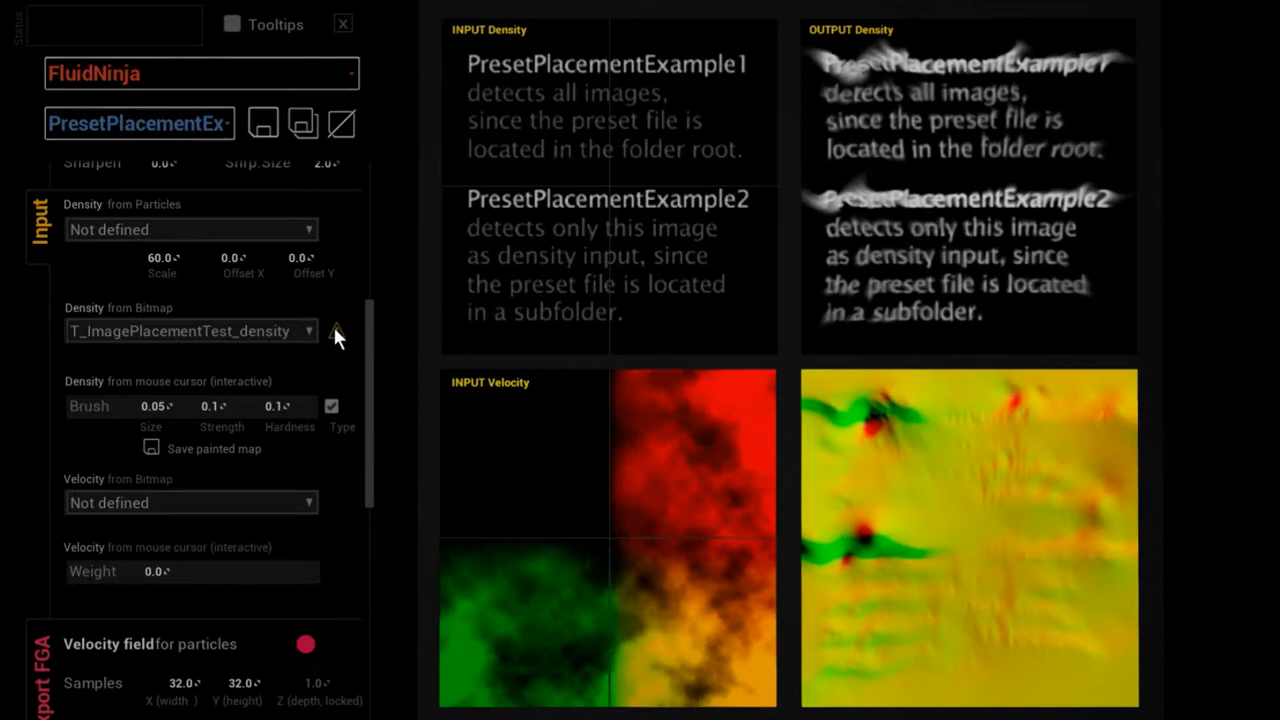 Status
Tooltips
X
FluidNinja
PresetPlacementEx
Sharpen 0.0 Shrp.Size 2.0
Input
Density from Particles
Not defined
60.0 0.0 0.0
Scale Offset X Offset Y
Density from Bitmap
T_ImagePlacementTest_density
Density from mouse cursor (interactive)
Brush 0.05 0.1 0.1
Size Strength Hardness Type
Save painted map
Velocity from Bitmap
Not defined
Velocity from mouse cursor (interactive)
Weight 0.0
xport FGA
Velocity field for particles
Samples 32.0 32.0 1.0
X (width ) Y (height) Z (depth, locked)
INPUT Density
PresetPlacementExample1
detects all images,
since the preset file is
located in the folder root.
PresetPlacementExample2
detects only this image
as density input, since
the preset file is located
in a subfolder.
OUTPUT Density
PresetPlacementExample1
detects all images,
since the preset file is
located in the folder root.
PresetPlacementExample2
detects only this image
as density input, since
the preset file is located
in a subfolder.
INPUT Velocity